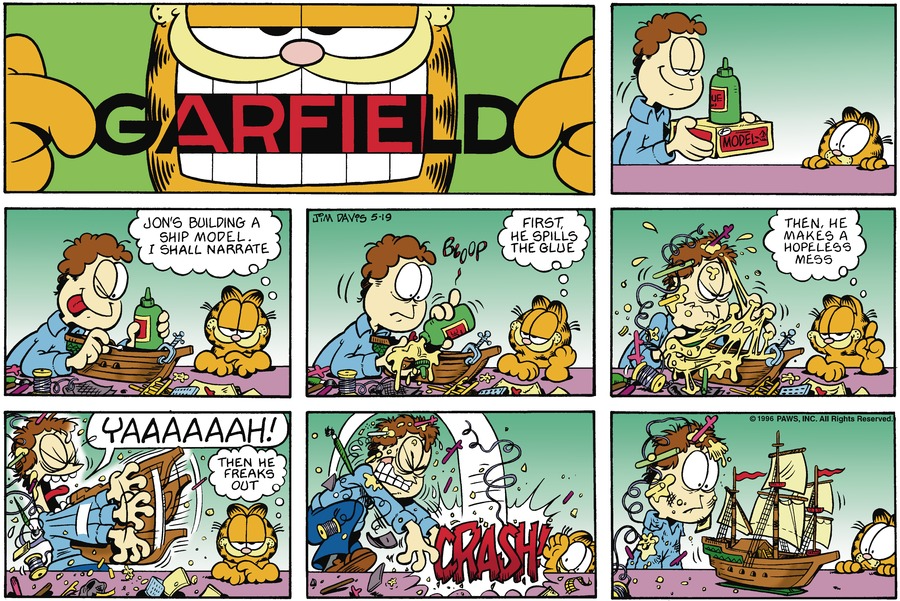 GARFIELD
UE
MODEL
JON'S BUILDING A
SHIP MODEL.
I SHALL NARRATE
JIM DAVIS 5-19
BLOOP
FIRST,
HE SPILLS
THE GLUE
THEN, HE
MAKES A
HOPELESS
MESS
YAAAAAAH!
THEN HE
FREAKS
OUT
CRASH!
© 1996 PAWS, INC. All Rights Reserved.